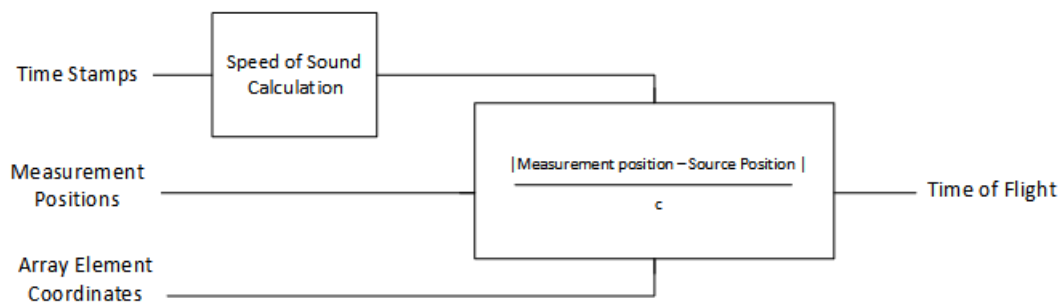 Time Stamps
Speed of Sound
Calculation
Measurement
Positions
|Measurement position – Source Position |
c
Time of Flight
Array Element
Coordinates